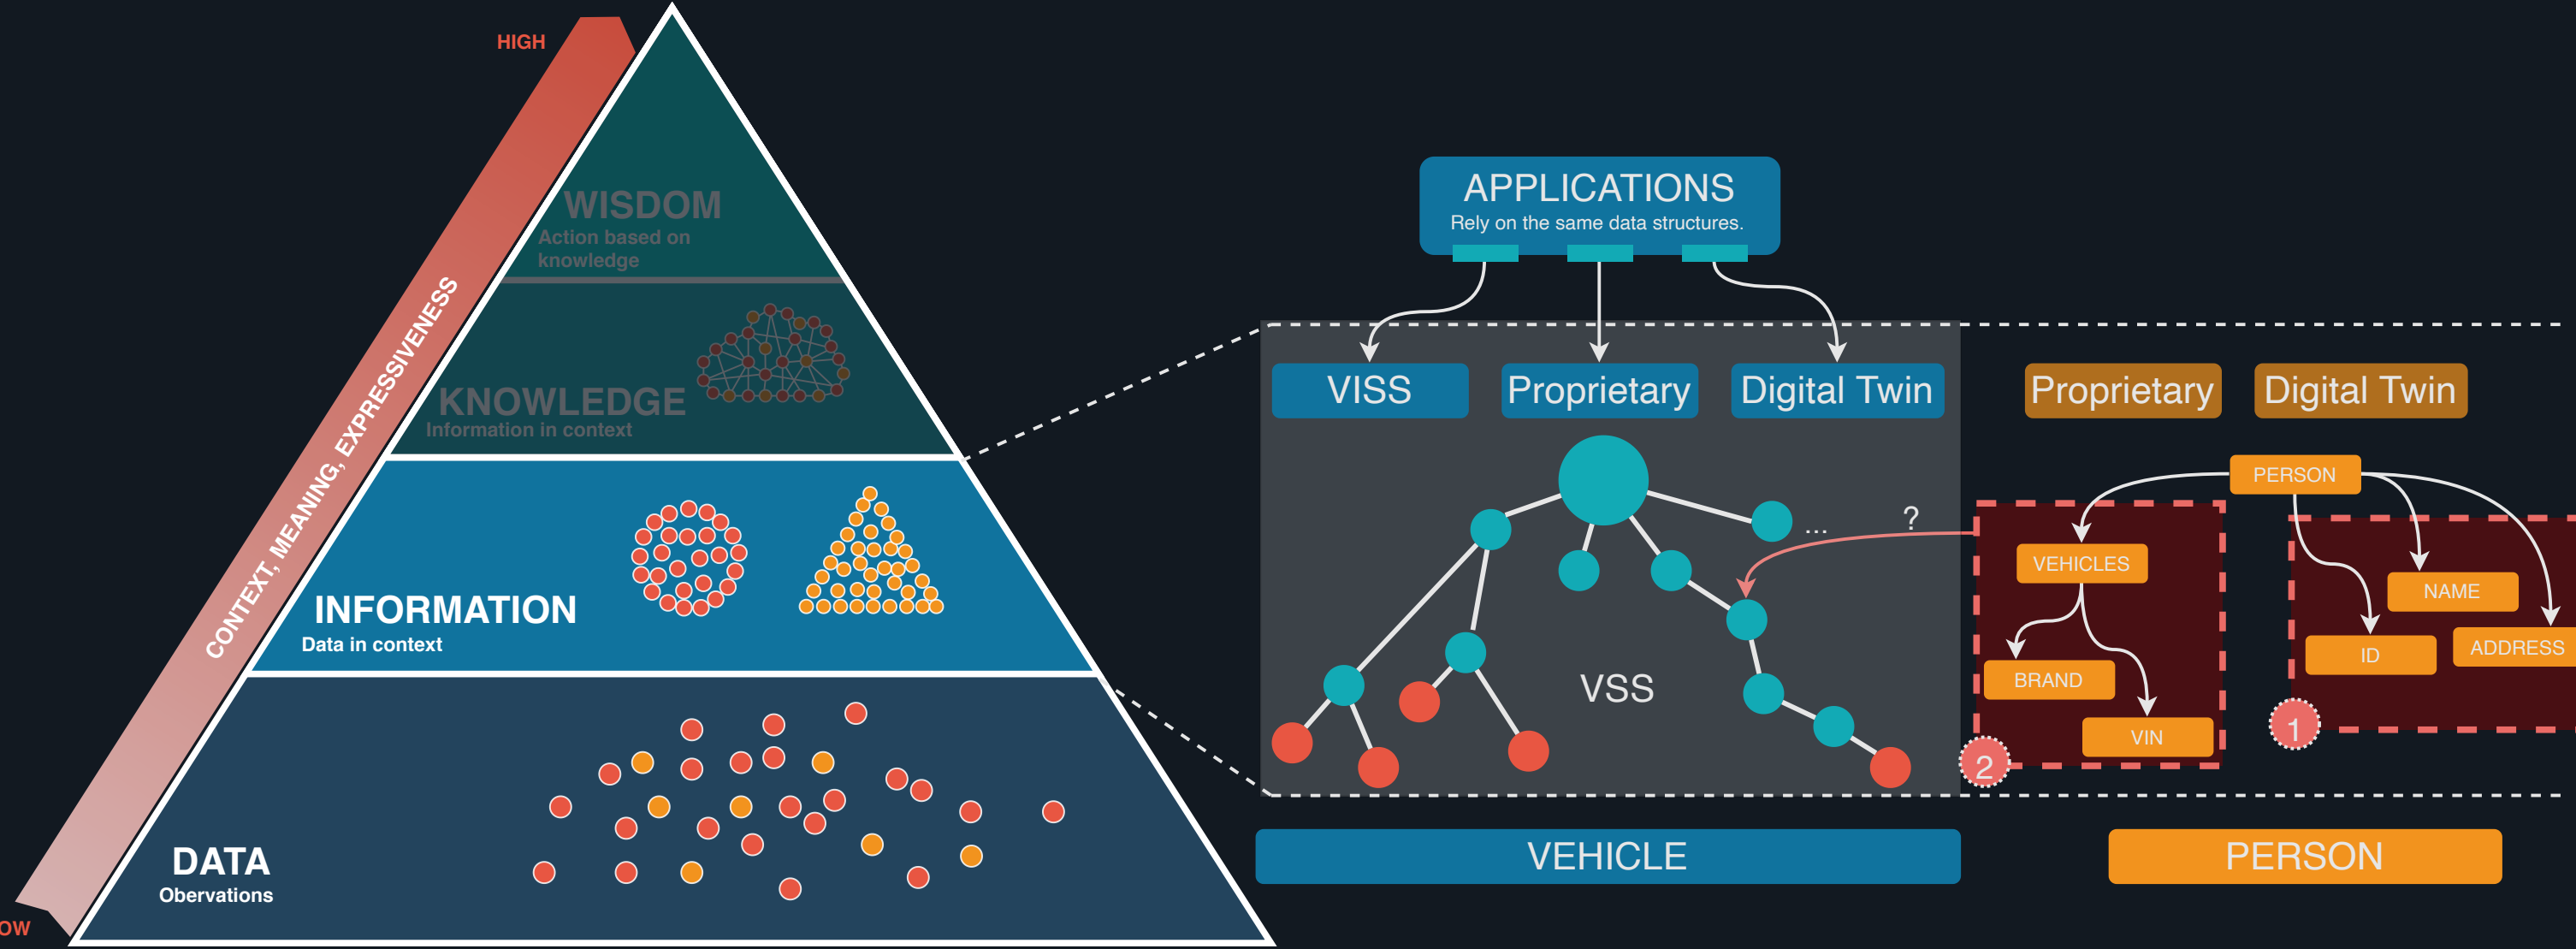 HIGH
CONTEXT, MEANING, EXPRESSIVENESS
OW
WISDOM
Action based on
knowledge
KNOWLEDGE
Information in context
INFORMATION
Data in context
DATA
Obervations
APPLICATIONS
Rely on the same data structures.
VISS
Proprietary
Digital Twin
...
?
VSS
VEHICLE
Proprietary
Digital Twin
PERSON
VEHICLES
BRAND
VIN
2
NAME
ID
ADDRESS
1
PERSON